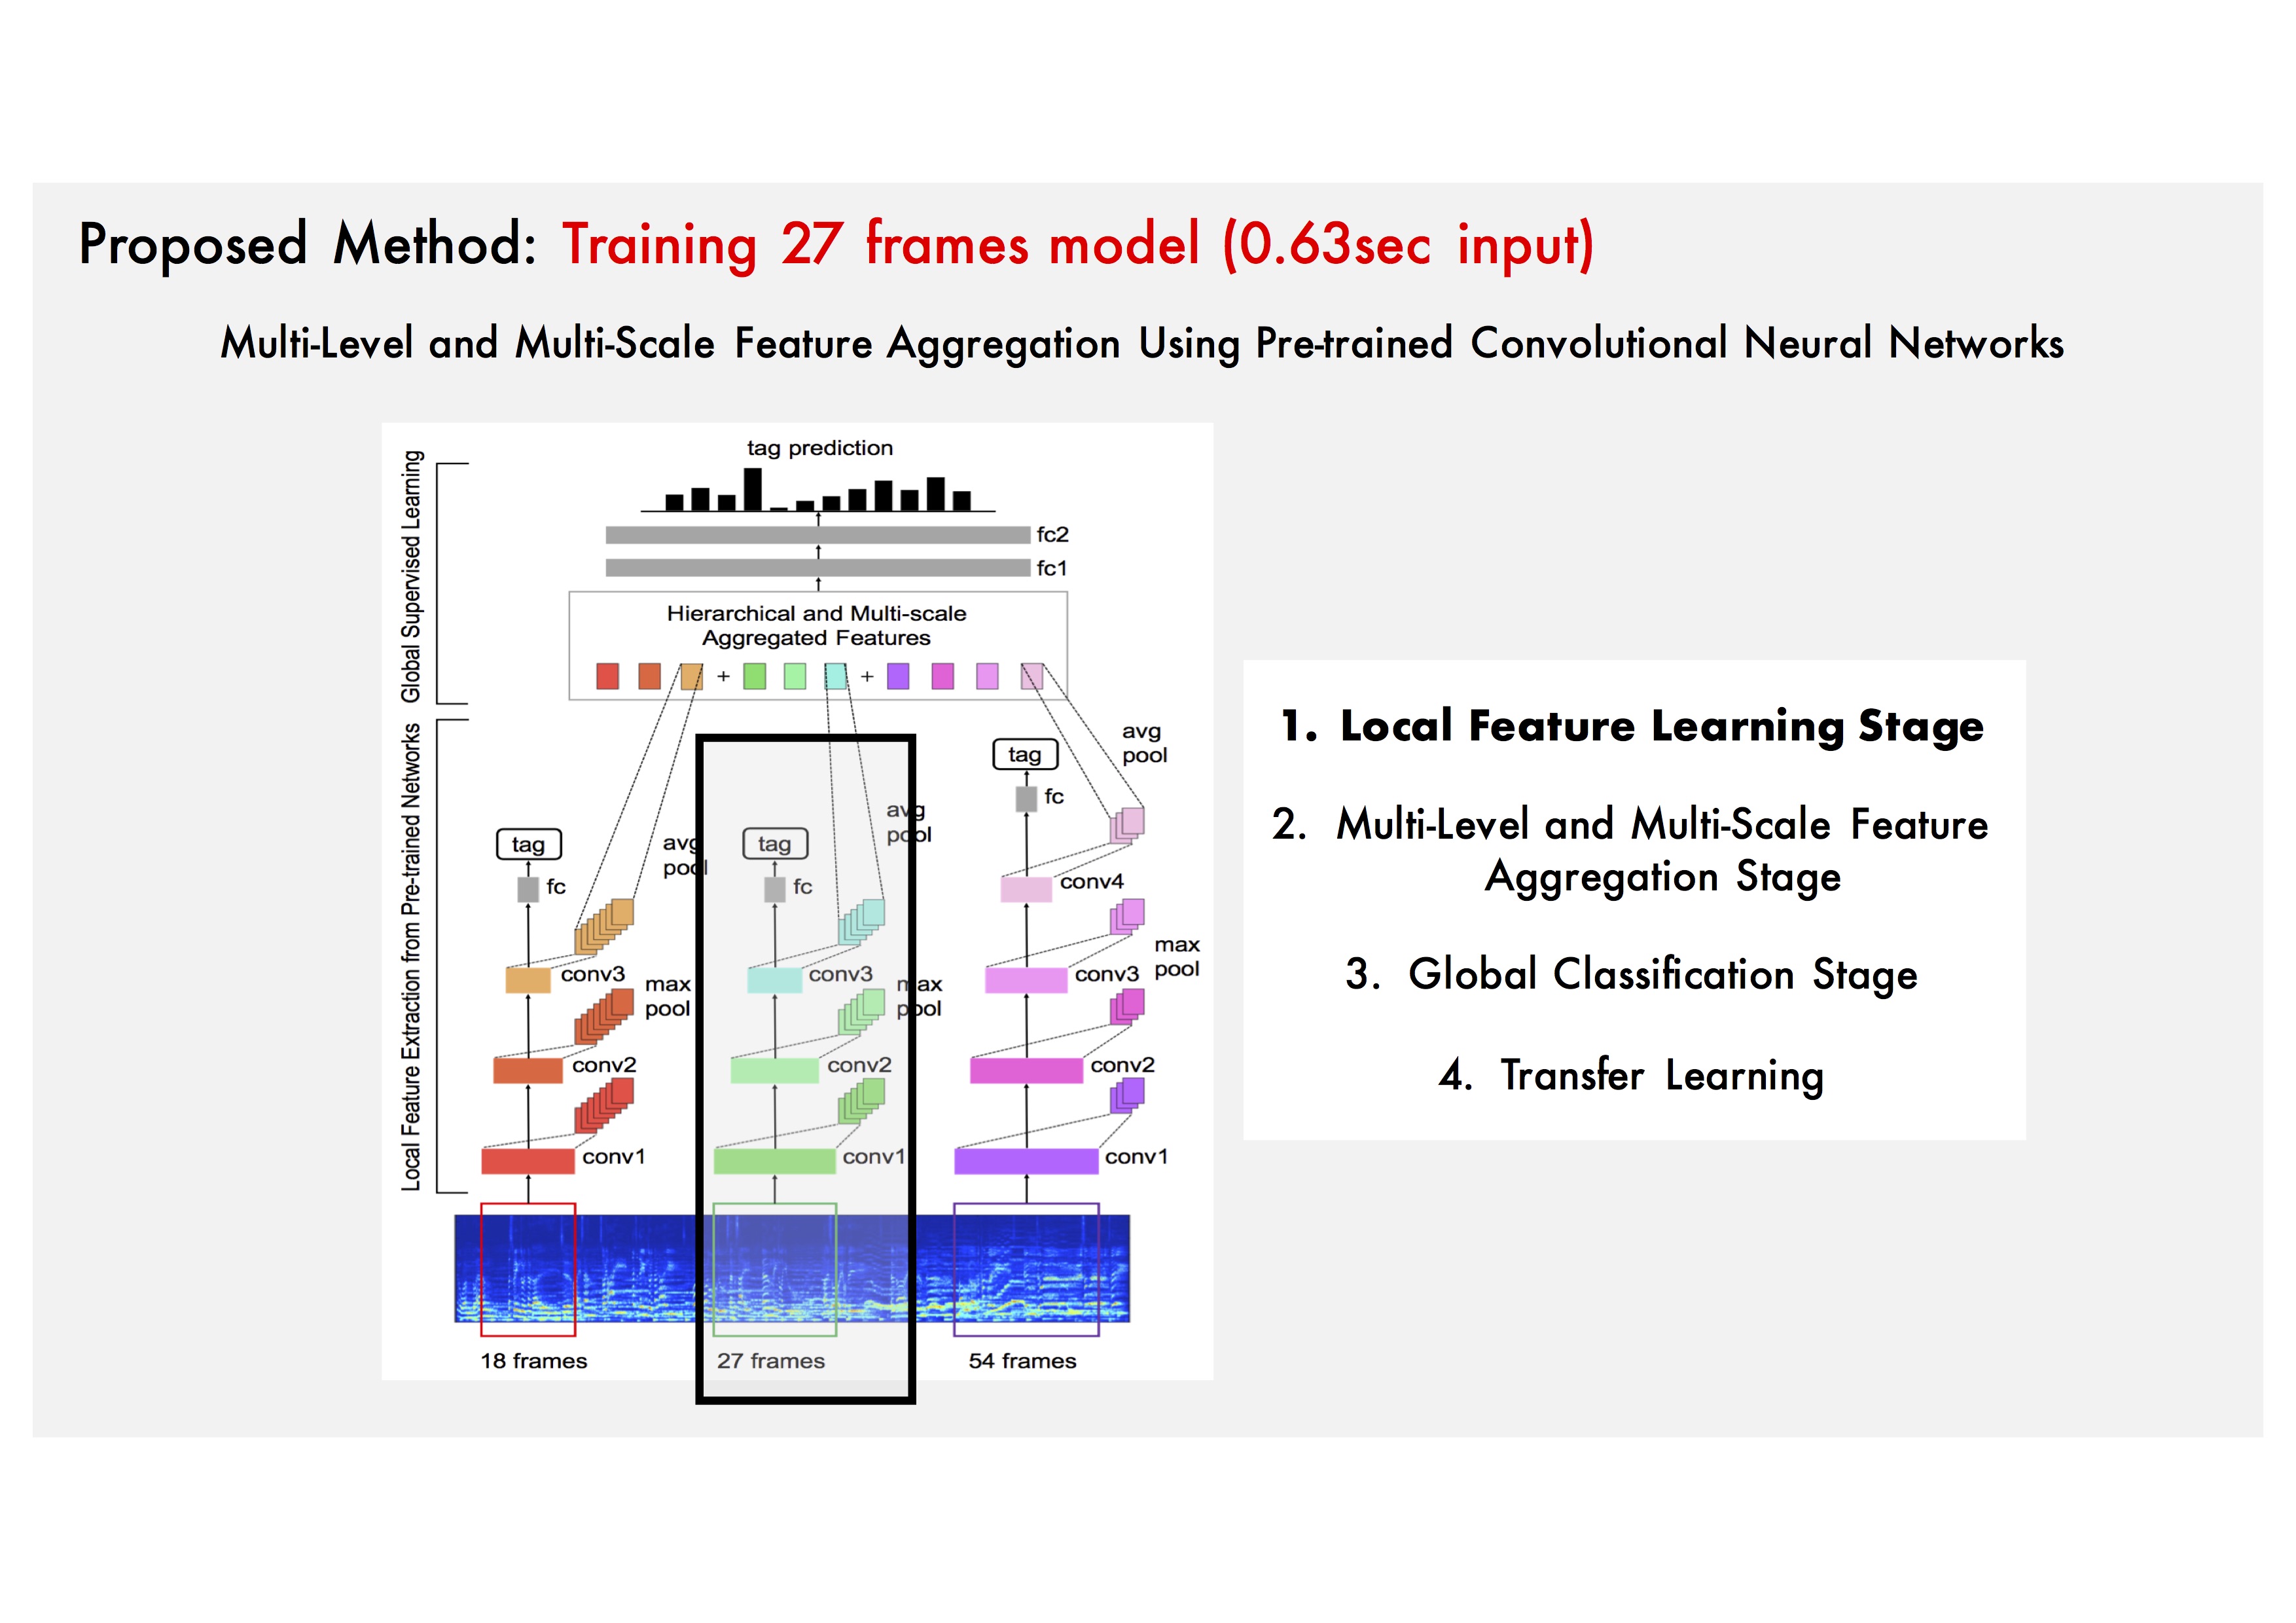 Proposed Method: Training 27 frames model (0.63sec input)
Multi-Level and Multi-Scale Feature Aggregation Using Pre-trained Convolutional Neural Networks
Global Supervised Learning
tag prediction
fc2
fc1
Hierarchical and Multi-scale
Aggregated Features
+ +
Local Feature Extraction from Pre-trained Networks
tag
fc
avg
pool
conv3
max
pool
conv2
conv1
18 frames
tag
fc
avg
pool
conv3
max
pool
conv2
conv1
27 frames
tag
fc
avg
pool
conv4
conv3
max
pool
conv2
conv1
54 frames
1. Local Feature Learning Stage
2. Multi-Level and Multi-Scale Feature
Aggregation Stage
3. Global Classification Stage
4. Transfer Learning